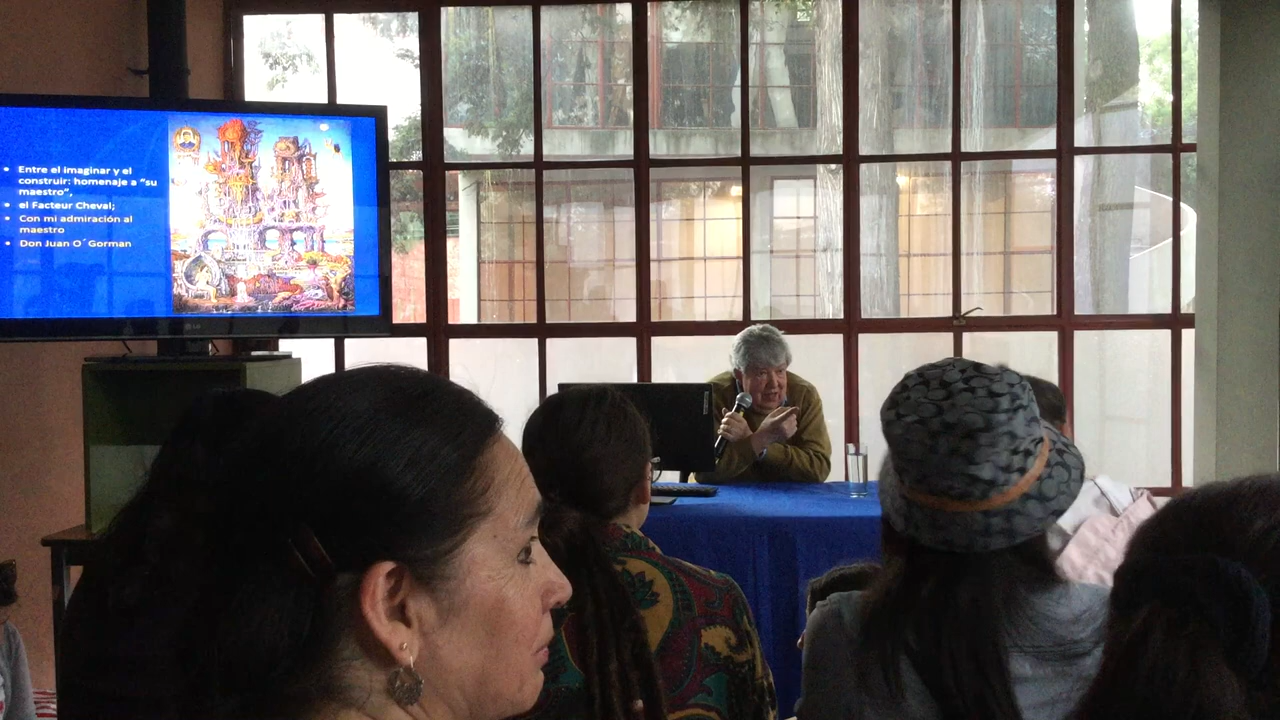 Entre el imaginar y el
construir: homenaje a "su
maestro",
el Facteur Cheval;
Con mi admiración al
maestro
Don Juan O´Gorman
LG